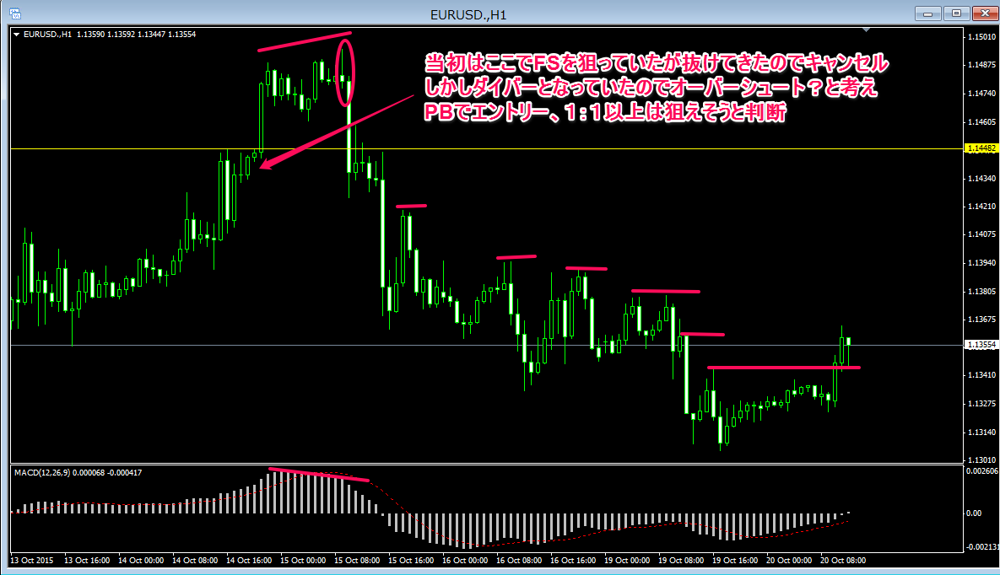 EURUSD.,H1
EURUSD.,H1 1.13590 1.13592 1.13447 1.13554
当初はここでFSを狙っていたが抜けてきたのでキャンセル
しかしダイバーとなっていたのでオーバーシュート？と考え
PBでエントリー、1：1以上は狙えそうと判断
1.15010
1.14875
1.14740
1.14605
1.14482
1.14340
1.14210
1.14075
1.13940
1.13805
1.13675
1.13554
1.13410
1.13275
1.13140
1.13010
MACD(12,26,9) 0.000068 -0.000417
0.002606
0.00
-0.002131
13 Oct 2015 13 Oct 16:00 14 Oct 00:00 14 Oct 08:00 14 Oct 16:00 15 Oct 00:00 15 Oct 08:00 15 Oct 16:00 16 Oct 00:00 16 Oct 08:00 16 Oct 16:00 19 Oct 00:00 19 Oct 08:00 19 Oct 16:00 20 Oct 00:00 20 Oct 08:00